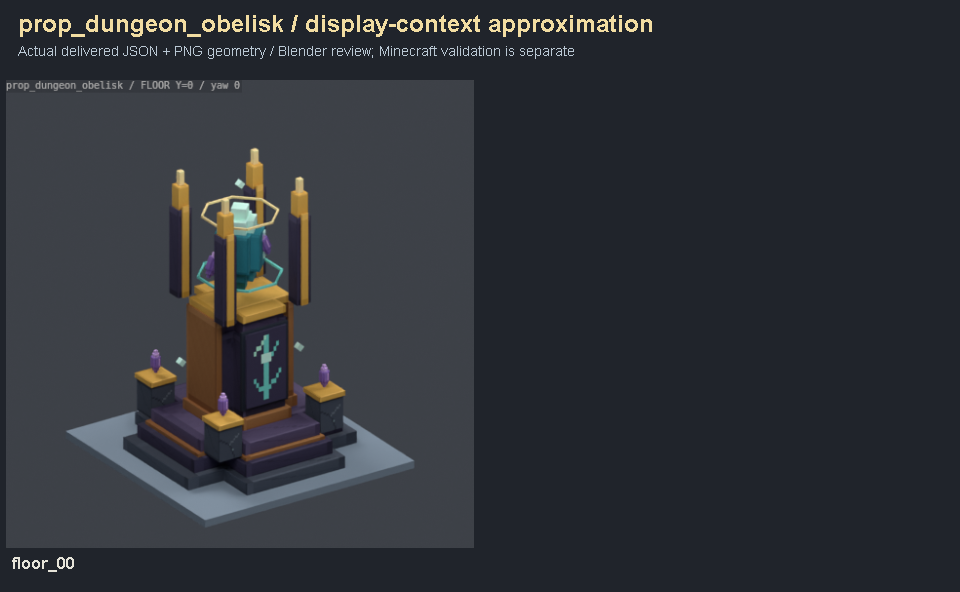 prop_dungeon_obelisk / display-context approximation
Actual delivered JSON + PNG geometry / Blender review; Minecraft validation is separate
prop_dungeon_obelisk / FLOOR Y=0 / yaw 0
floor_00